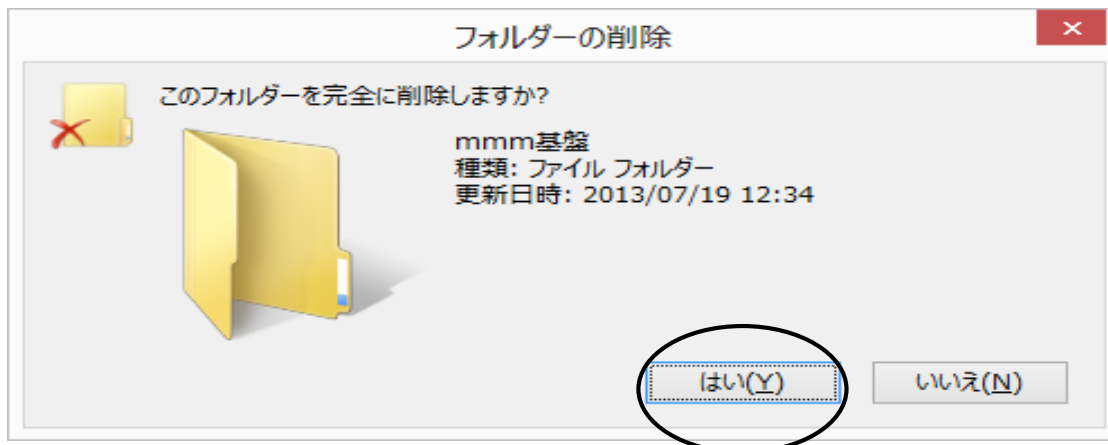 フォルダーの削除
このフォルダーを完全に削除しますか?
mmm基盤
種類: ファイル フォルダー
更新日時: 2013/07/19 12:34
はい(Y)
いいえ(N)